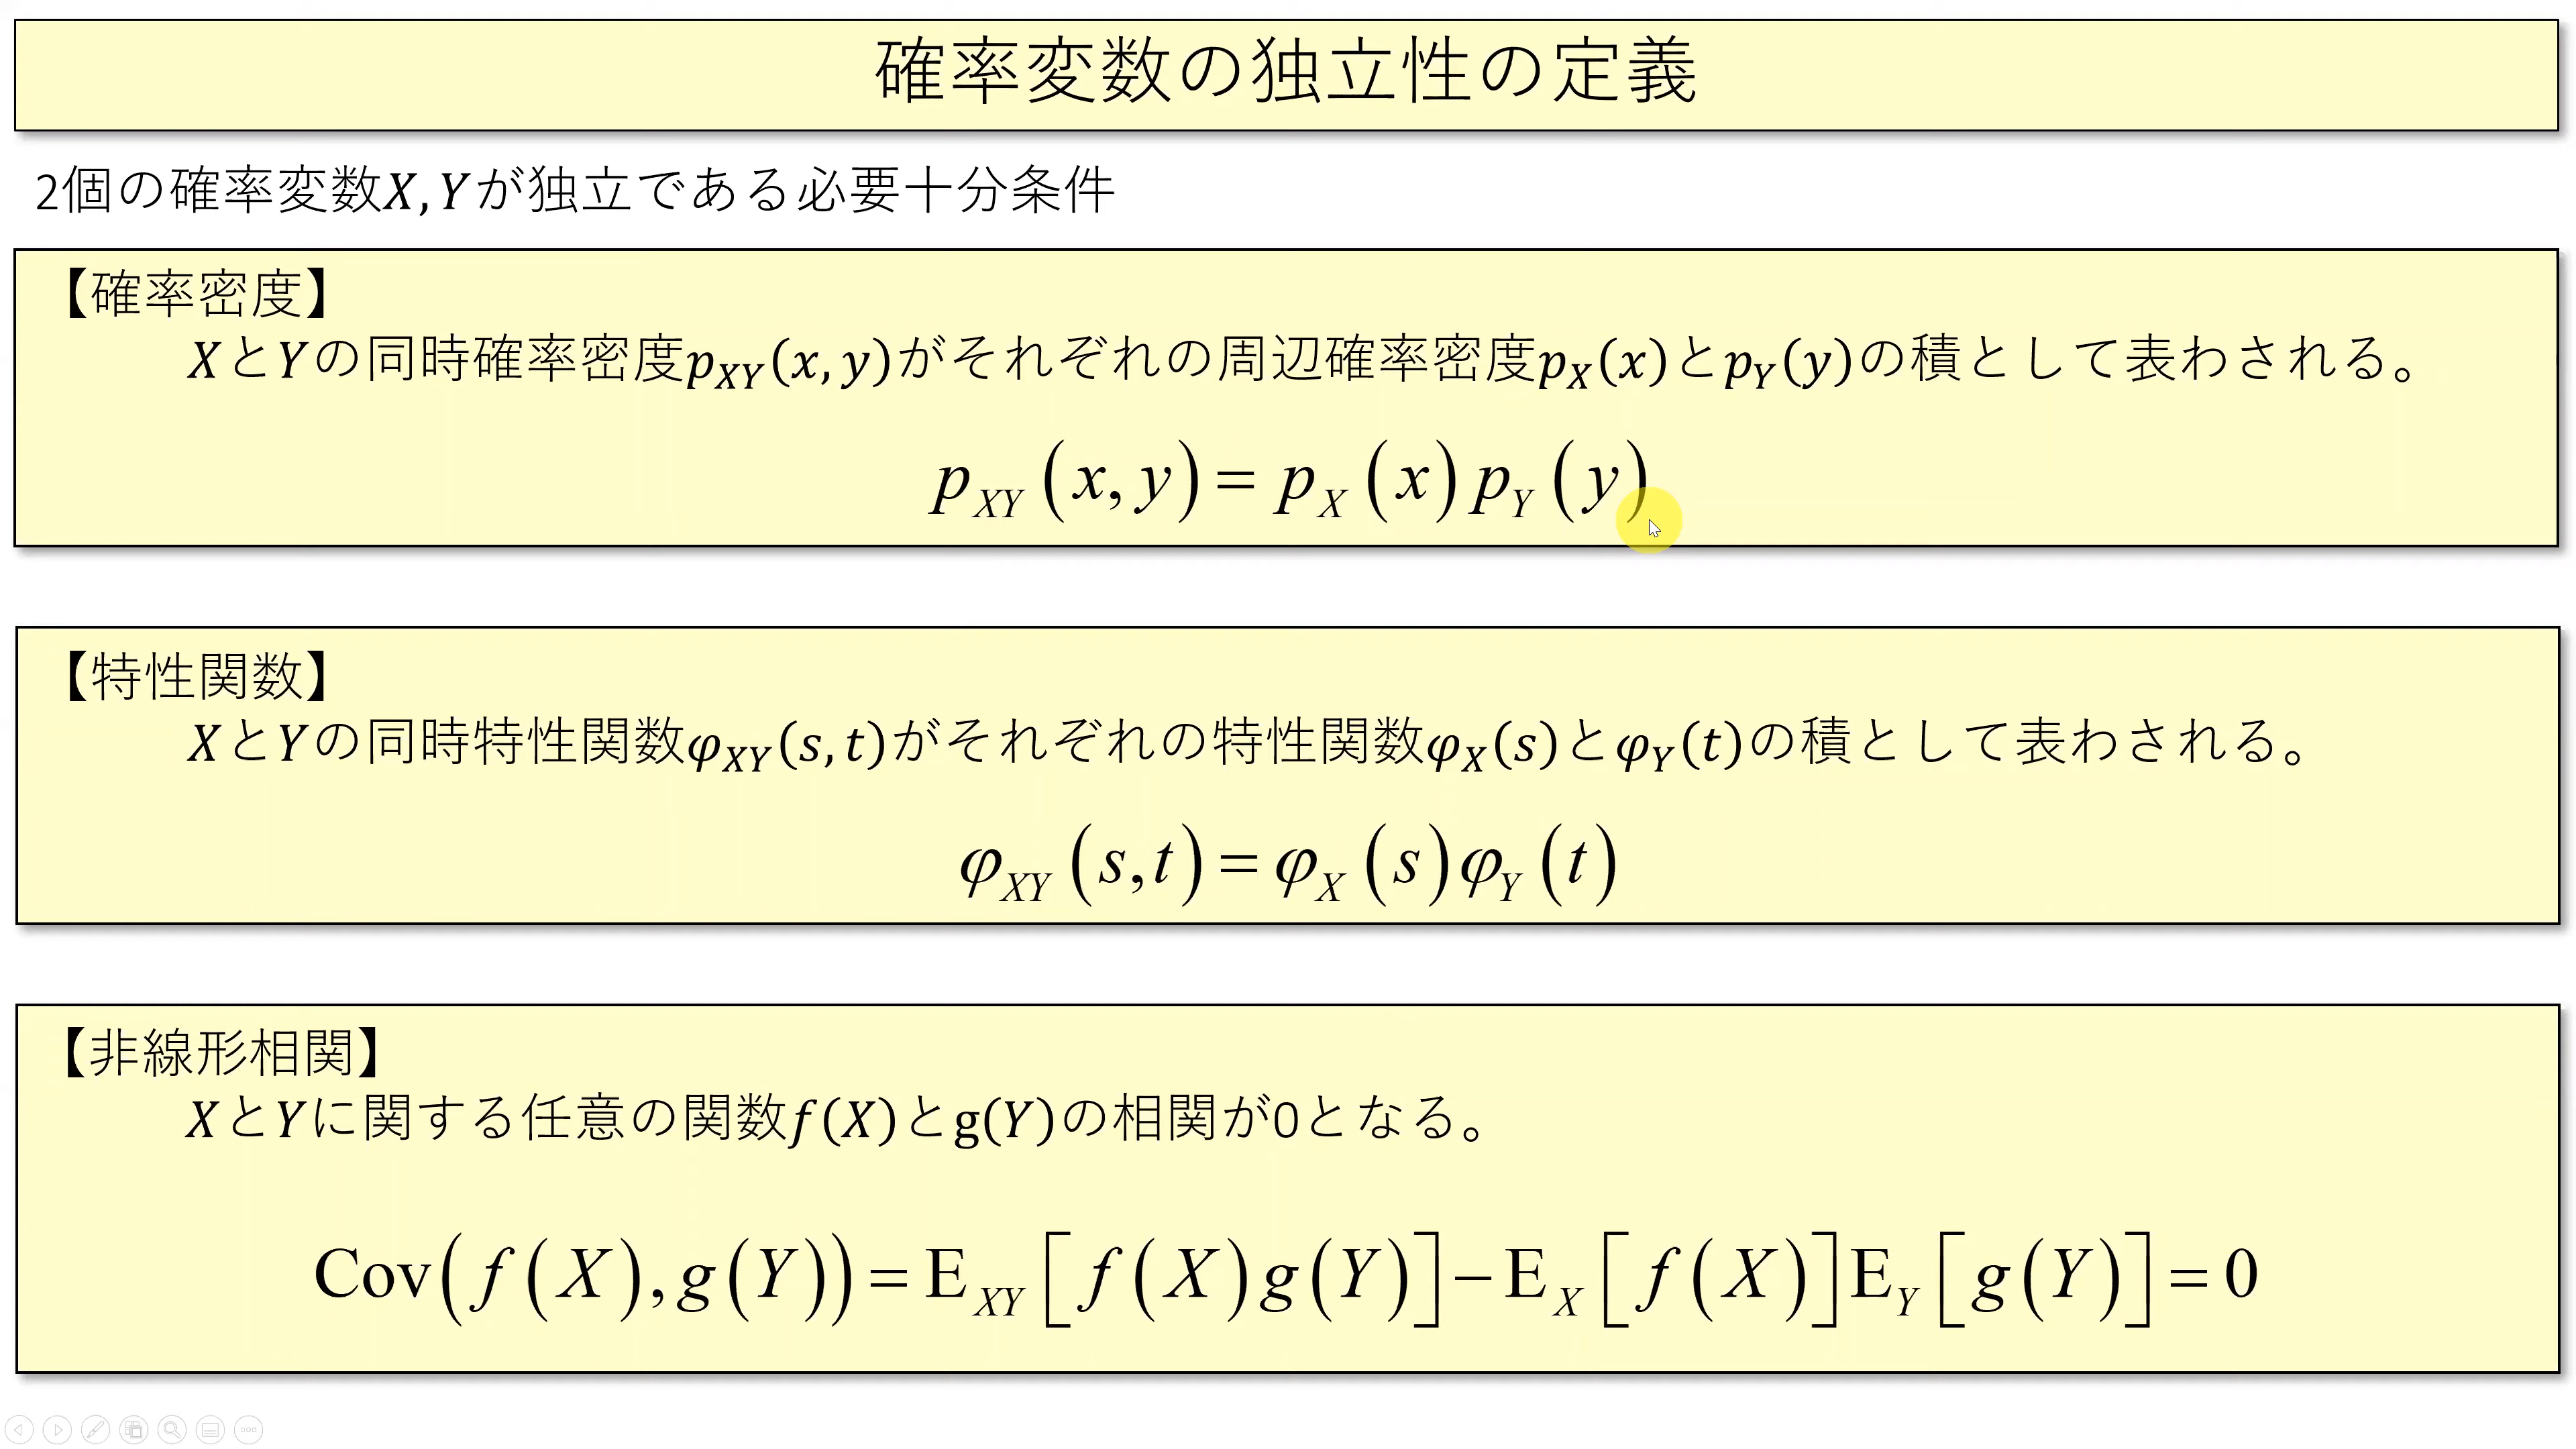 確率変数の独立性の定義
2個の確率変数X,Yが独立である必要十分条件
【確率密度】
XとYの同時確率密度p_{XY}(x,y)がそれぞれの周辺確率密度p_X(x)とp_Y(y)の積として表わされる。
p_{XY}(x,y)=p_X(x)p_Y(y)
【特性関数】
XとYの同時特性関数φ_{XY}(s,t)がそれぞれの特性関数φ_X(s)とφ_Y(t)の積として表わされる。
φ_{XY}(s,t)=φ_X(s)φ_Y(t)
【非線形相関】
XとYに関する任意の関数f(X)とg(Y)の相関が0となる。
Cov(f(X),g(Y))=E_{XY}[f(X)g(Y)]−E_X[f(X)]E_Y[g(Y)]=0